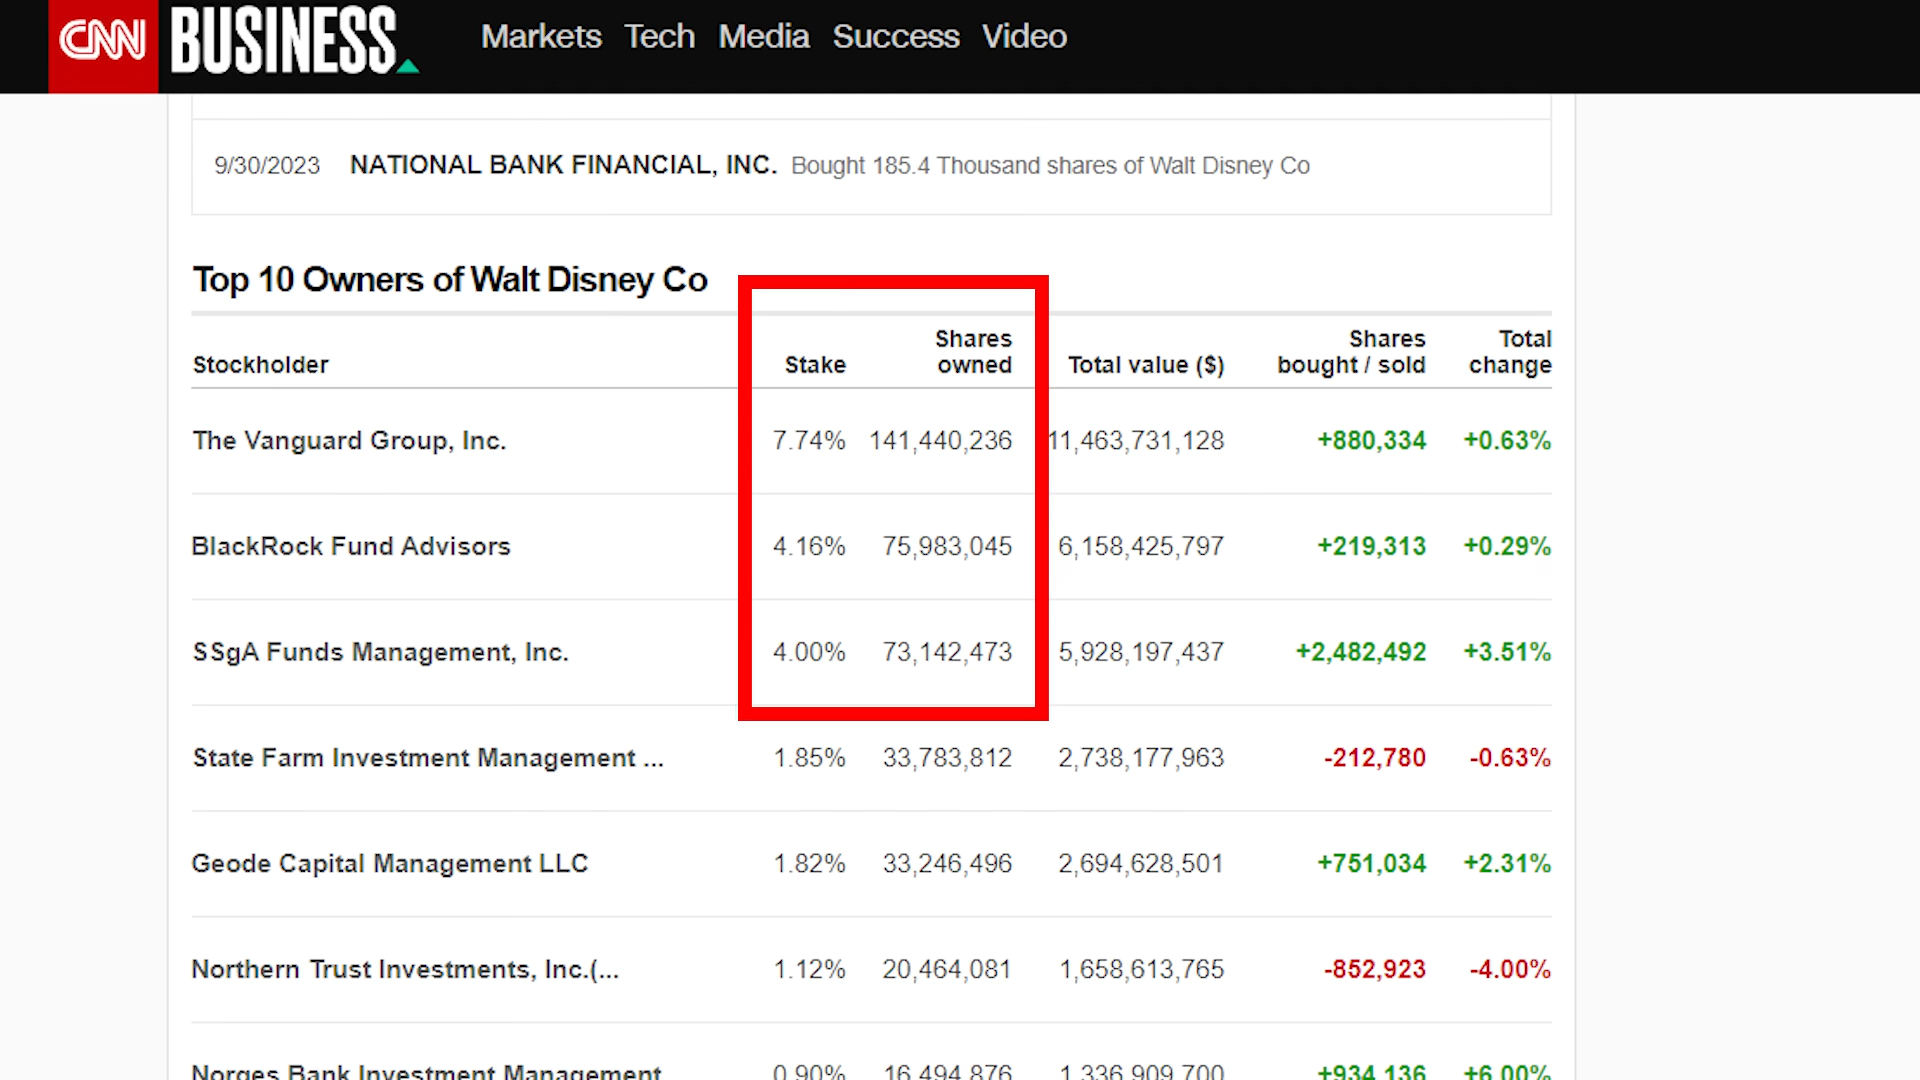 CNN BUSINESS Markets Tech Media Success Video
9/30/2023 NATIONAL BANK FINANCIAL, INC. Bought 185.4 Thousand shares of Walt Disney Co
Top 10 Owners of Walt Disney Co
Stockholder Stake Shares owned Total value ($) Shares bought / sold Total change
The Vanguard Group, Inc. 7.74% 141,440,236 11,463,731,128 +880,334 +0.63%
BlackRock Fund Advisors 4.16% 75,983,045 6,158,425,797 +219,313 +0.29%
SSgA Funds Management, Inc. 4.00% 73,142,473 5,928,197,437 +2,482,492 +3.51%
State Farm Investment Management ... 1.85% 33,783,812 2,738,177,963 -212,780 -0.63%
Geode Capital Management LLC 1.82% 33,246,496 2,694,628,501 +751,034 +2.31%
Northern Trust Investments, Inc.(... 1.12% 20,464,081 1,658,613,765 -852,923 -4.00%
Norges Bank Investment Management 0.90% 16,494,876 1,336,909,700 +934,136 +6.00%